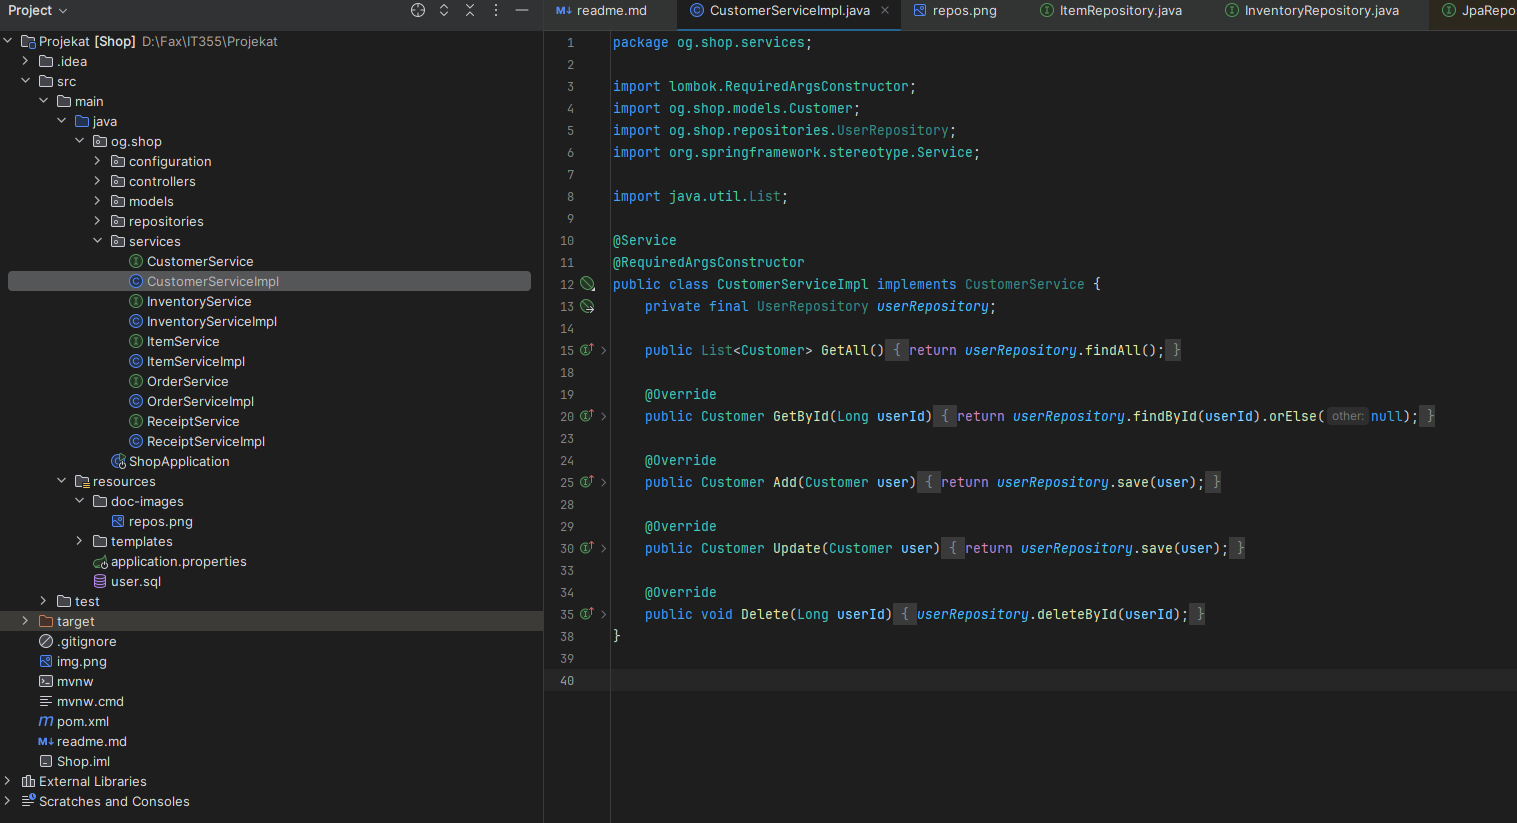 Project
Projekat [Shop] D:\Fax\IT355\Projekat
.idea
src
main
java
og.shop
configuration
controllers
models
repositories
services
CustomerService
CustomerServiceImpl
InventoryService
InventoryServiceImpl
ItemService
ItemServiceImpl
OrderService
OrderServiceImpl
ReceiptService
ReceiptServiceImpl
ShopApplication
resources
doc-images
repos.png
templates
application.properties
user.sql
test
target
.gitignore
img.png
mvnw
mvnw.cmd
pom.xml
readme.md
Shop.iml
External Libraries
Scratches and Consoles
readme.md CustomerServiceImpl.java repos.png ItemRepository.java InventoryRepository.java JpaRepo
1 package og.shop.services;
2
3 import lombok.RequiredArgsConstructor;
4 import og.shop.models.Customer;
5 import og.shop.repositories.UserRepository;
6 import org.springframework.stereotype.Service;
7
8 import java.util.List;
9
10 @Service
11 @RequiredArgsConstructor
12 public class CustomerServiceImpl implements CustomerService {
13 private final UserRepository userRepository;
14
15 public List<Customer> GetAll() { return userRepository.findAll(); }
18
19 @Override
20 public Customer GetById(Long userId) { return userRepository.findById(userId).orElse( other: null); }
23
24 @Override
25 public Customer Add(Customer user) { return userRepository.save(user); }
28
29 @Override
30 public Customer Update(Customer user) { return userRepository.save(user); }
33
34 @Override
35 public void Delete(Long userId) { userRepository.deleteById(userId); }
38 }
39
40